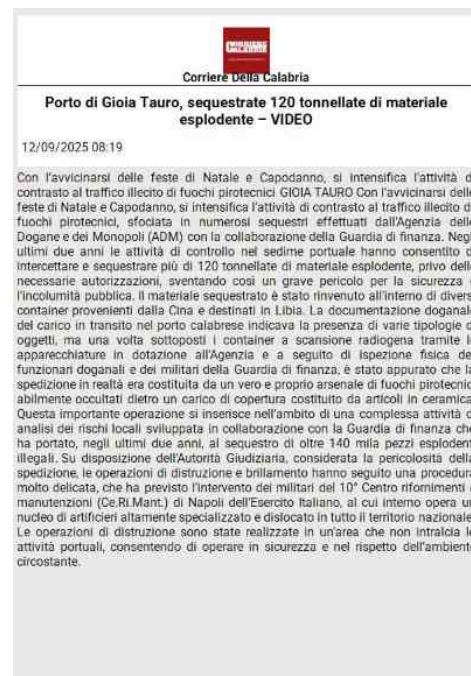 CORRIERE
CALABRIA
Corriere Della Calabria
Porto di Gioia Tauro, sequestrate 120 tonnellate di materiale
esplodente – VIDEO
12/09/2025 08:19
Con l'avvicinarsi delle feste di Natale e Capodanno, si intensifica l'attività d
contrasto al traffico illecito di fuochi pirotecnici GIOIA TAURO Con l'avvicinarsi delle
feste di Natale e Capodanno, si intensifica l'attività di contrasto al traffico illecito d
fuochi pirotecnici, sfociata in numerosi sequestri effettuati dall'Agenzia delle
Dogane e dei Monopoli (ADM) con la collaborazione della Guardia di finanza. Negl
ultimi due anni le attività di controllo nel sedime portuale hanno consentito d
intercettare e sequestrare più di 120 tonnellate di materiale esplodente, privo delle
necessarie autorizzazioni, sventando così un grave pericolo per la sicurezza e
l'incolumità pubblica. Il materiale sequestrato è stato rinvenuto all'interno di divers
container provenienti dalla Cina e destinati in Libia. La documentazione doganale
del carico in transito nel porto calabrese indicava la presenza di varie tipologie d
oggetti, ma una volta sottoposti i container a scansione radiogena tramite le
apparecchiature in dotazione all'Agenzia e a seguito di ispezione fisica de
funzionari doganali e dei militari della Guardia di finanza, è stato appurato che la
spedizione in realtà era costituita da un vero e proprio arsenale di fuochi pirotecnic
abilmente occultati dietro un carico di copertura costituito da articoli in ceramica.
Questa importante operazione si inserisce nell'ambito di una complessa attività d
analisi dei rischi locali sviluppata in collaborazione con la Guardia di finanza che
ha portato, negli ultimi due anni, al sequestro di oltre 140 mila pezzi esplodent
illegali. Su disposizione dell'Autorità Giudiziaria, considerata la pericolosità della
spedizione, le operazioni di distruzione e brillamento hanno seguito una procedura
molto delicata, che ha previsto l'intervento dei militari del 10° Centro rifornimenti e
manutenzioni (Ce.Ri.Mant.) di Napoli dell'Esercito Italiano, al cui interno opera un
nucleo di artificieri altamente specializzato e dislocato in tutto il territorio nazionale.
Le operazioni di distruzione sono state realizzate in un'area che non intralcia le
attività portuali, consentendo di operare in sicurezza e nel rispetto dell'ambiente
circostante.